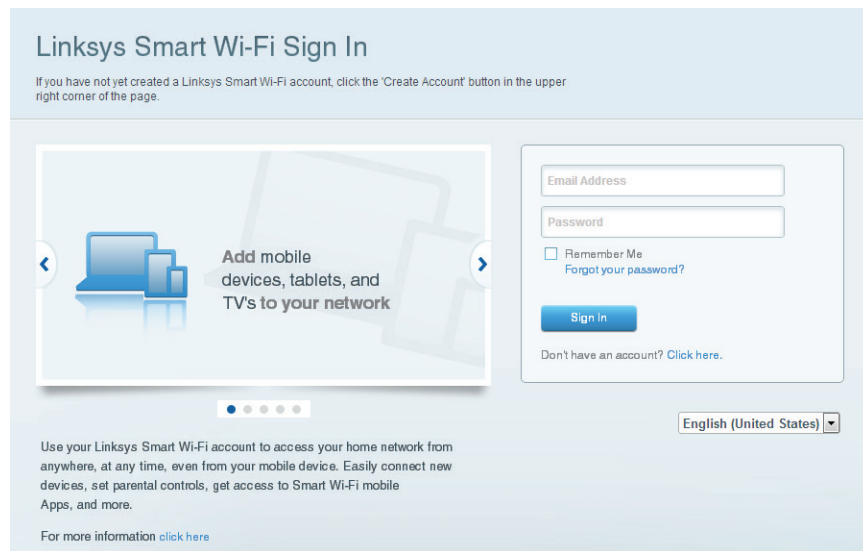 Linksys Smart Wi-Fi Sign In
If you have not yet created a Linksys Smart Wi-Fi account, click the 'Create Account' button in the upper
right corner of the page.
Add mobile
devices, tablets, and
TV's to your network
Email Address
Password
Remember Me
Forgot your password?
Sign In
Don't have an account? Click here.
English (United States)
Use your Linksys Smart Wi-Fi account to access your home network from
anywhere, at any time, even from your mobile device. Easily connect new
devices, set parental controls, get access to Smart Wi-Fi mobile
Apps, and more.
For more information click here